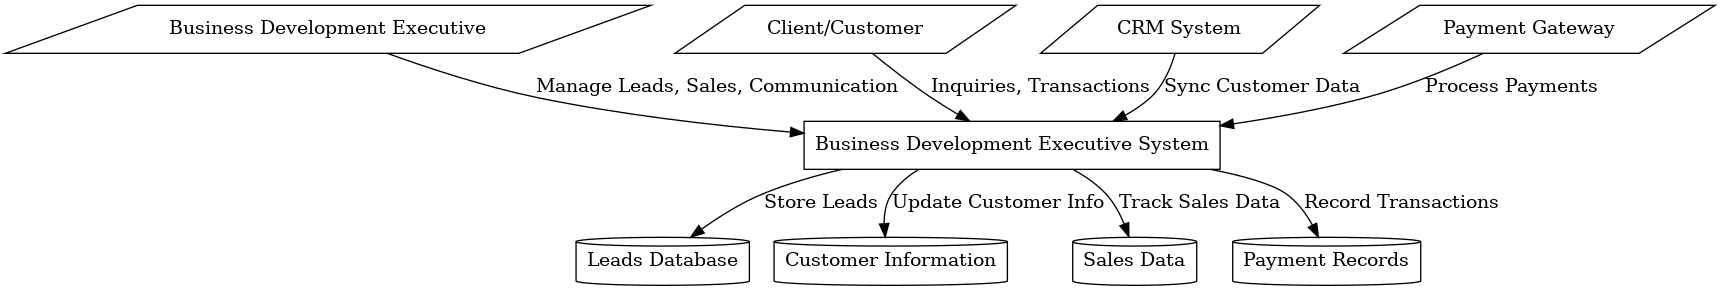 Business Development Executive
Client/Customer
CRM System
Payment Gateway
Manage Leads, Sales, Communication
Inquiries, Transactions
Sync Customer Data
Process Payments
Business Development Executive System
Store Leads
Update Customer Info
Track Sales Data
Record Transactions
Leads Database
Customer Information
Sales Data
Payment Records